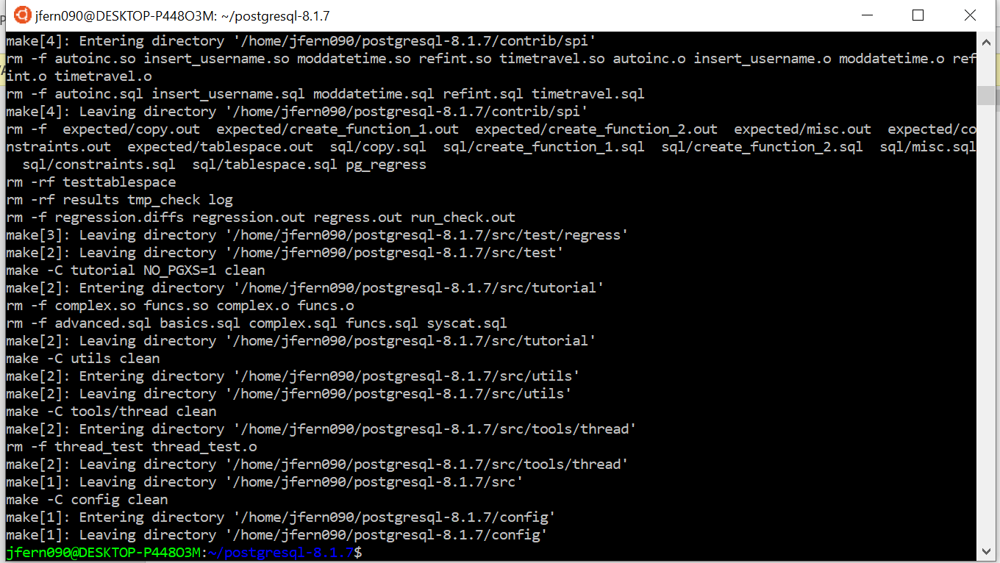 jfern090@DESKTOP-P448O3M: ~/postgresql-8.1.7
make[4]: Entering directory '/home/jfern090/postgresql-8.1.7/contrib/spi'
rm -f autoinc.so insert_username.so moddatetime.so refint.so timetravel.so autoinc.o insert_username.o moddatetime.o ref
int.o timetravel.o
rm -f autoinc.sql insert_username.sql moddatetime.sql refint.sql timetravel.sql
make[4]: Leaving directory '/home/jfern090/postgresql-8.1.7/contrib/spi'
rm -f  expected/copy.out  expected/create_function_1.out  expected/create_function_2.out  expected/misc.out  expected/co
nstraints.out  expected/tablespace.out  sql/copy.sql  sql/create_function_1.sql  sql/create_function_2.sql  sql/misc.sql
  sql/constraints.sql  sql/tablespace.sql pg_regress
rm -rf testtablespace
rm -rf results tmp_check log
rm -f regression.diffs regression.out regress.out run_check.out
make[3]: Leaving directory '/home/jfern090/postgresql-8.1.7/src/test/regress'
make[2]: Leaving directory '/home/jfern090/postgresql-8.1.7/src/test'
make -C tutorial NO_PGXS=1 clean
make[2]: Entering directory '/home/jfern090/postgresql-8.1.7/src/tutorial'
rm -f complex.so funcs.so complex.o funcs.o
rm -f advanced.sql basics.sql complex.sql funcs.sql syscat.sql
make[2]: Leaving directory '/home/jfern090/postgresql-8.1.7/src/tutorial'
make -C utils clean
make[2]: Entering directory '/home/jfern090/postgresql-8.1.7/src/utils'
make[2]: Leaving directory '/home/jfern090/postgresql-8.1.7/src/utils'
make -C tools/thread clean
make[2]: Entering directory '/home/jfern090/postgresql-8.1.7/src/tools/thread'
rm -f thread_test thread_test.o
make[2]: Leaving directory '/home/jfern090/postgresql-8.1.7/src/tools/thread'
make[1]: Leaving directory '/home/jfern090/postgresql-8.1.7/src'
make -C config clean
make[1]: Entering directory '/home/jfern090/postgresql-8.1.7/config'
make[1]: Leaving directory '/home/jfern090/postgresql-8.1.7/config'
jfern090@DESKTOP-P448O3M:~/postgresql-8.1.7$